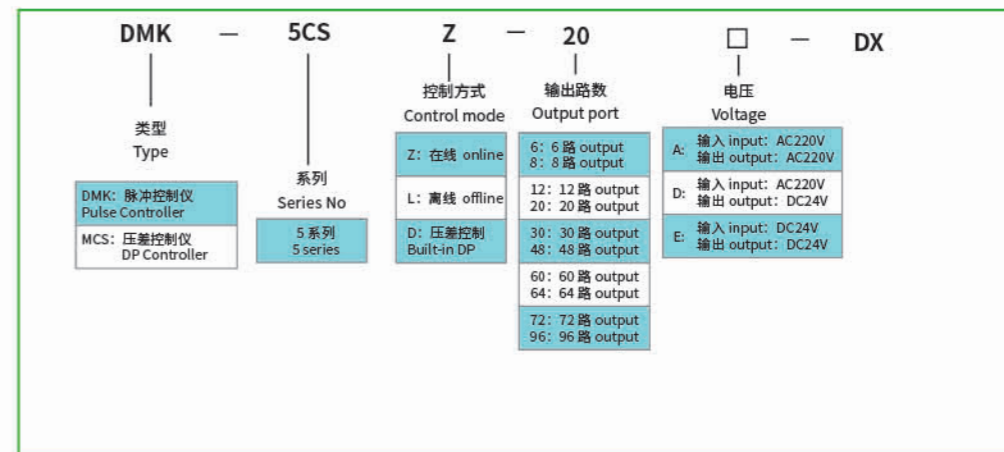 DMK — 5CS Z — 20 □ — DX
类型
Type
DMK：脉冲控制仪
Pulse Controller
MCS：压差控制仪
DP Controller
系列
Series No
5系列
5 series
控制方式
Control mode
Z：在线 online
L：离线 offline
D：压差控制
Built-in DP
输出路数
Output port
6：6路 output
8：8路 output
12：12路 output
20：20路 output
30：30路 output
48：48路 output
60：60路 output
64：64路 output
72：72路 output
96：96路 output
电压
Voltage
A: 输入 input：AC220V
输出 output：AC220V
D: 输入 input：AC220V
输出 output：DC24V
E: 输入 input：DC24V
输出 output：DC24V